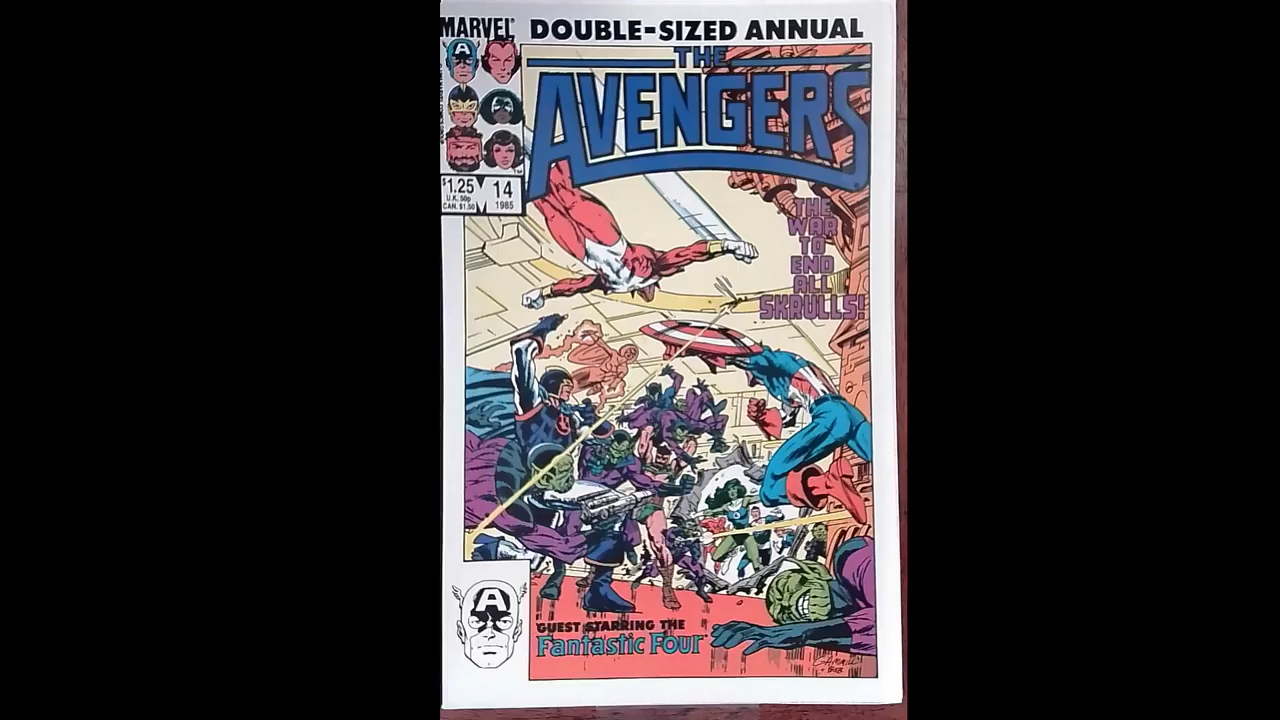 MARVEL
DOUBLE-SIZED ANNUAL
THE
AVENGERS
$1.25
U.K. 50p
CAN. $1.50
14
1985
THE
WAR
TO
END
ALL
SKRULLS!
A
GUEST STARRING THE
FANTASTIC FOUR